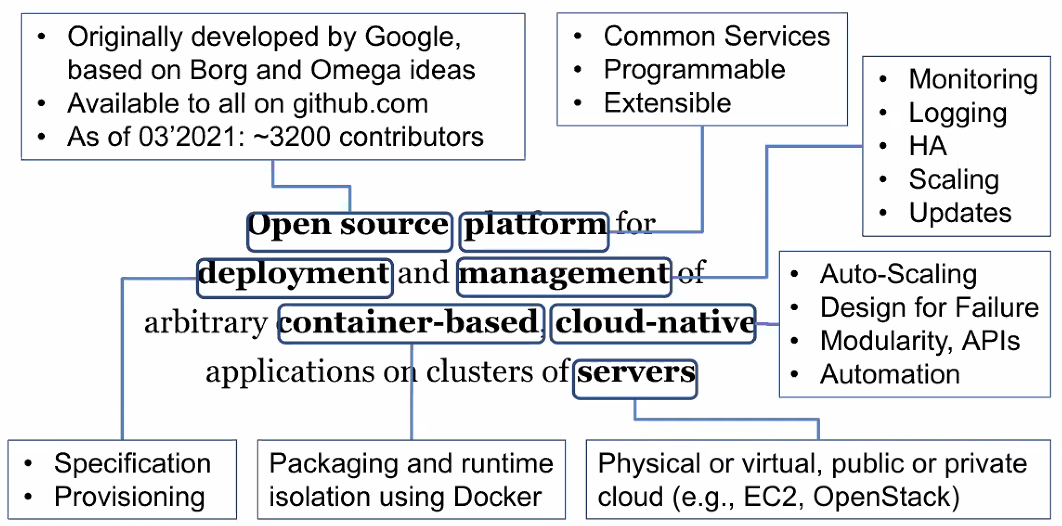 • Originally developed by Google,
based on Borg and Omega ideas
• Available to all on github.com
• As of 03’2021: ~3200 contributors
• Common Services
• Programmable
• Extensible
• Monitoring
• Logging
• HA
• Scaling
• Updates
Open source platform for
deployment and management of
arbitrary container-based, cloud-native
applications on clusters of servers
• Auto-Scaling
• Design for Failure
• Modularity, APIs
• Automation
• Specification
• Provisioning
Packaging and runtime
isolation using Docker
Physical or virtual, public or private
cloud (e.g., EC2, OpenStack)